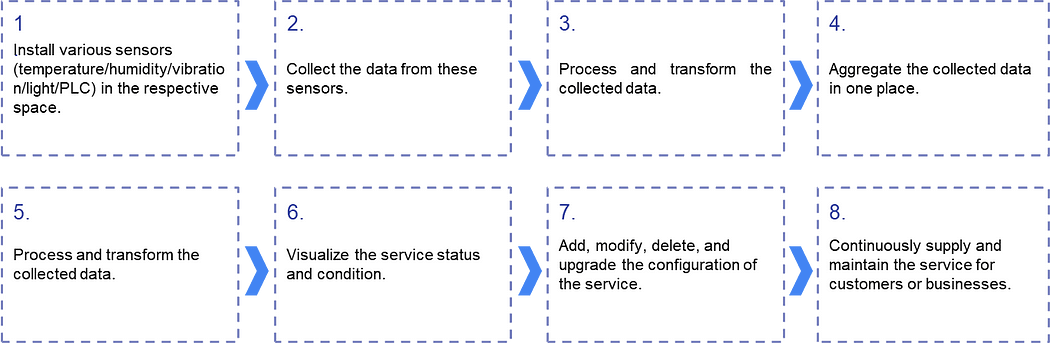 1
Install various sensors
(temperature/humidity/vibratio
n/light/PLC) in the respective
space.
2.
Collect the data from these
sensors.
3.
Process and transform the
collected data.
4.
Aggregate the collected data
in one place.
5.
Process and transform the
collected data.
6.
Visualize the service status
and condition.
7.
Add, modify, delete, and
upgrade the configuration of
the service.
8.
Continuously supply and
maintain the service for
customers or businesses.